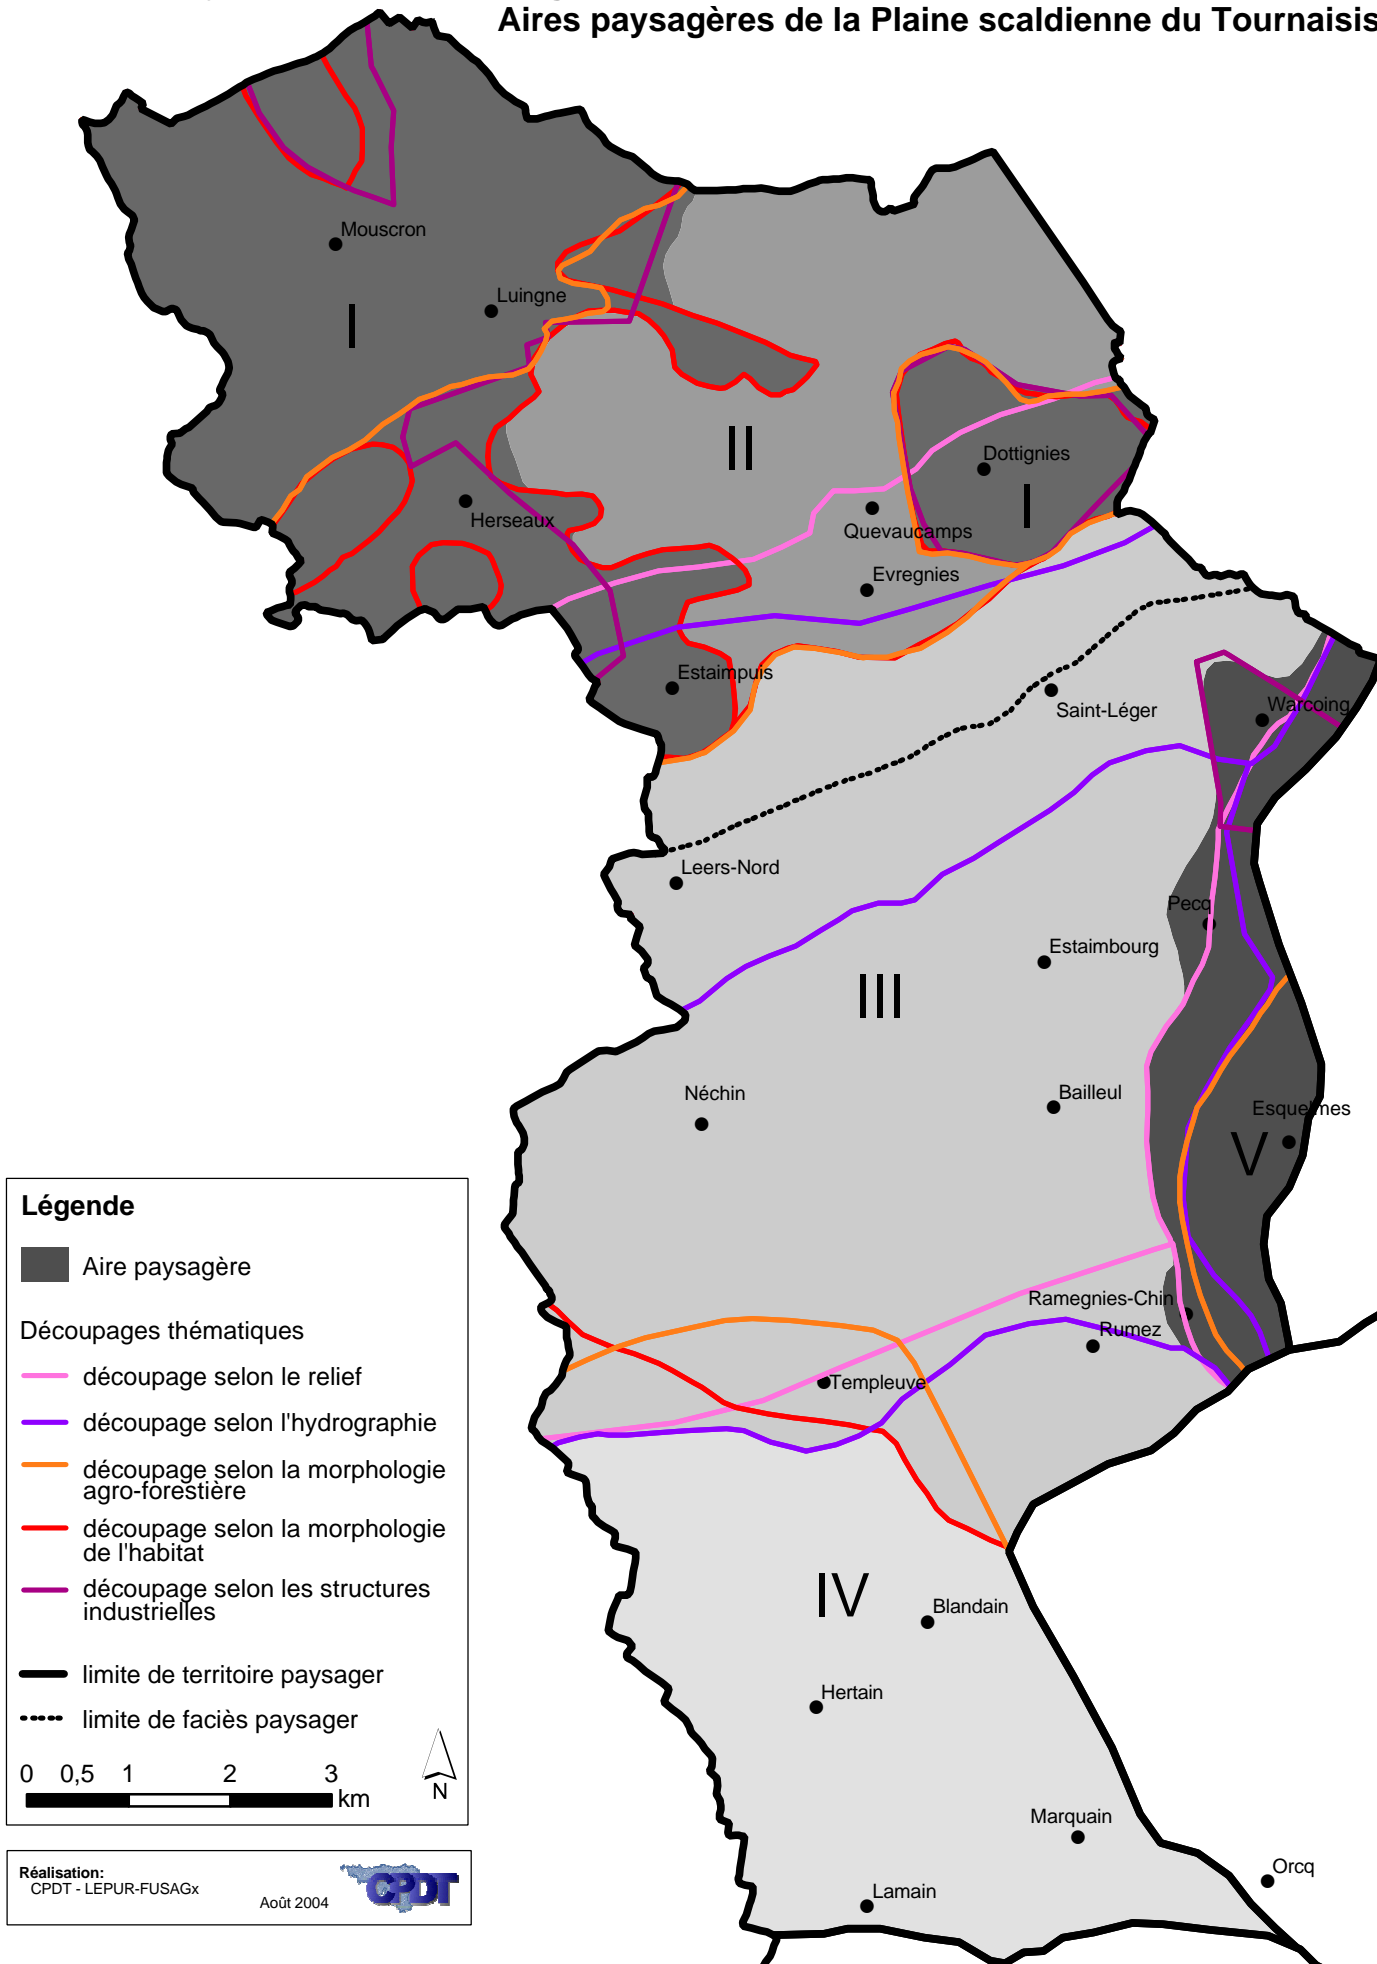 Aires paysagères de la Plaine scaldienne du Tournaisis
Mouscron
Luingne
I
II
Dottignies
I
Herseaux
Quevaucamps
Evregnies
Estaimpuis
Saint-Léger
Warcoing
Leers-Nord
Pecq
Estaimbourg
III
Néchin
Bailleul
Esquelmes
V
Ramegnies-Chin
Rumez
Templeuve
IV
Blandain
Hertain
Marquain
Orcq
Lamain
Légende
Aire paysagère
Découpages thématiques
découpage selon le relief
découpage selon l'hydrographie
découpage selon la morphologie
agro-forestière
découpage selon la morphologie
de l'habitat
découpage selon les structures
industrielles
limite de territoire paysager
limite de faciès paysager
0 0,5 1 2 3
km
N
Réalisation:
CPDT - LEPUR-FUSAGx
Août 2004
CPDT